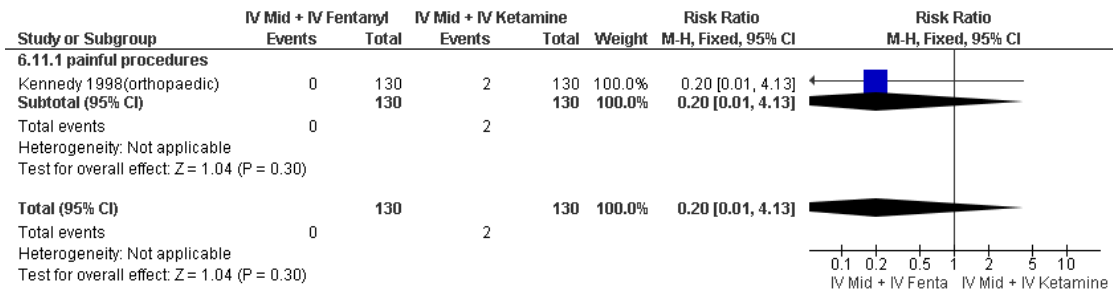 IV Mid + IV Fentanyl IV Mid + IV Ketamine Risk Ratio Risk Ratio
Study or Subgroup Events Total Events Total Weight M-H, Fixed, 95% CI M-H, Fixed, 95% CI
6.11.1 painful procedures
Kennedy 1998(orthopaedic) 0 130 2 130 100.0% 0.20 [0.01, 4.13]
Subtotal (95% CI) 130 130 100.0% 0.20 [0.01, 4.13]
Total events 0 2
Heterogeneity: Not applicable
Test for overall effect: Z = 1.04 (P = 0.30)
Total (95% CI) 130 130 100.0% 0.20 [0.01, 4.13]
Total events 0 2
Heterogeneity: Not applicable
Test for overall effect: Z = 1.04 (P = 0.30)
0.1 0.2 0.5 1 2 5 10
IV Mid + IV Fenta IV Mid + IV Ketamine